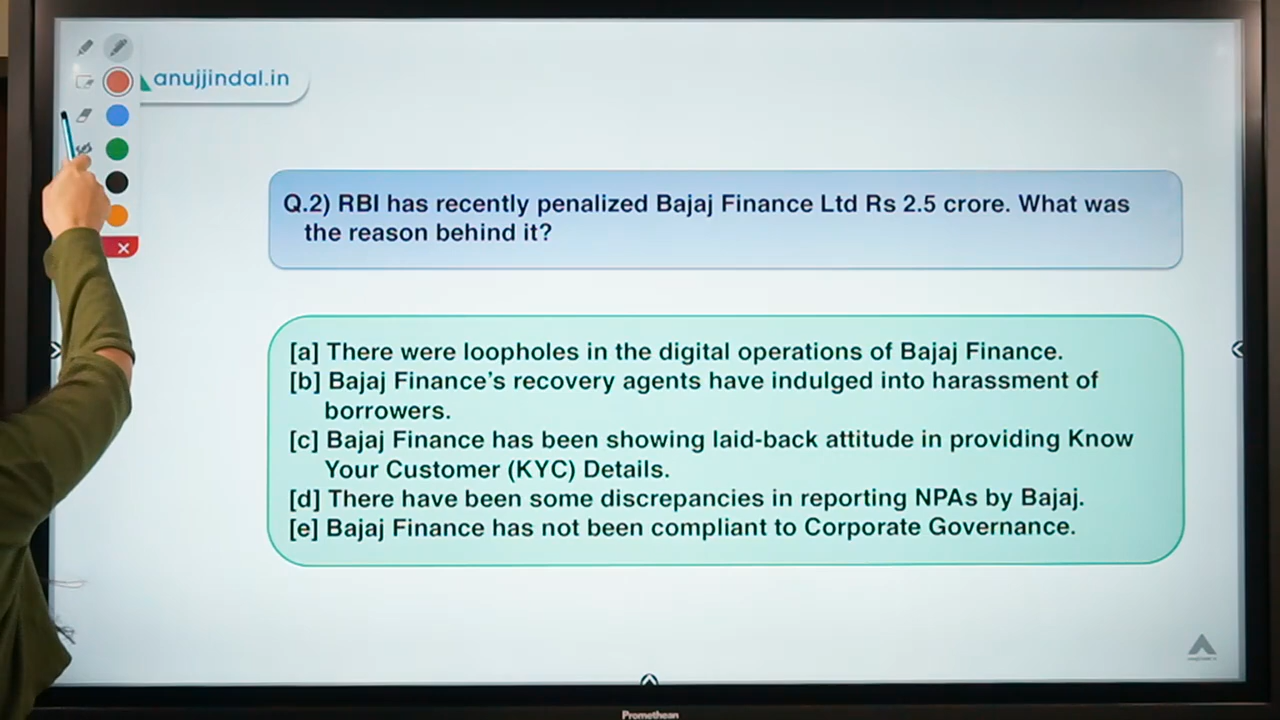 anujjindal.in
Q.2) RBI has recently penalized Bajaj Finance Ltd Rs 2.5 crore. What was
the reason behind it?
[a] There were loopholes in the digital operations of Bajaj Finance.
[b] Bajaj Finance’s recovery agents have indulged into harassment of
borrowers.
[c] Bajaj Finance has been showing laid-back attitude in providing Know
Your Customer (KYC) Details.
[d] There have been some discrepancies in reporting NPAs by Bajaj.
[e] Bajaj Finance has not been compliant to Corporate Governance.
Promethean